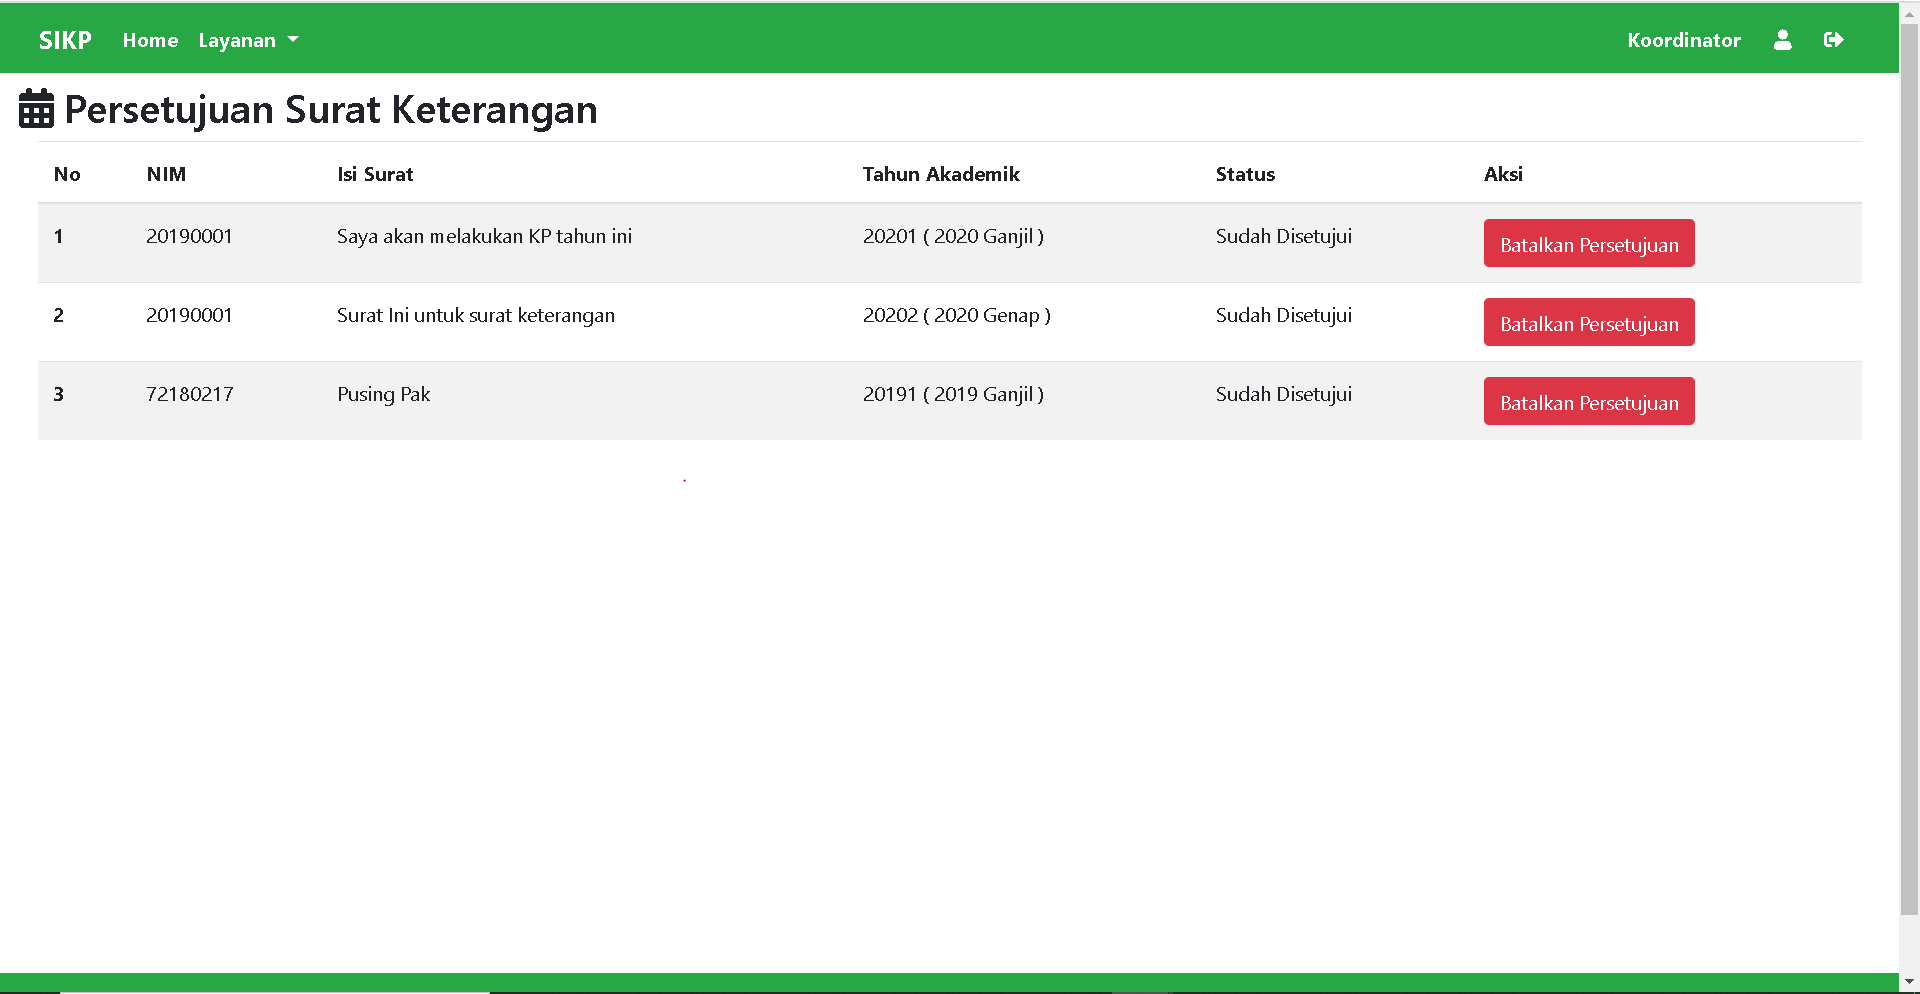 SIKP Home Layanan Koordinator
Persetujuan Surat Keterangan
No NIM Isi Surat Tahun Akademik Status Aksi
1 20190001 Saya akan melakukan KP tahun ini 20201 ( 2020 Ganjil ) Sudah Disetujui Batalkan Persetujuan
2 20190001 Surat Ini untuk surat keterangan 20202 ( 2020 Genap ) Sudah Disetujui Batalkan Persetujuan
3 72180217 Pusing Pak 20191 ( 2019 Ganjil ) Sudah Disetujui Batalkan Persetujuan